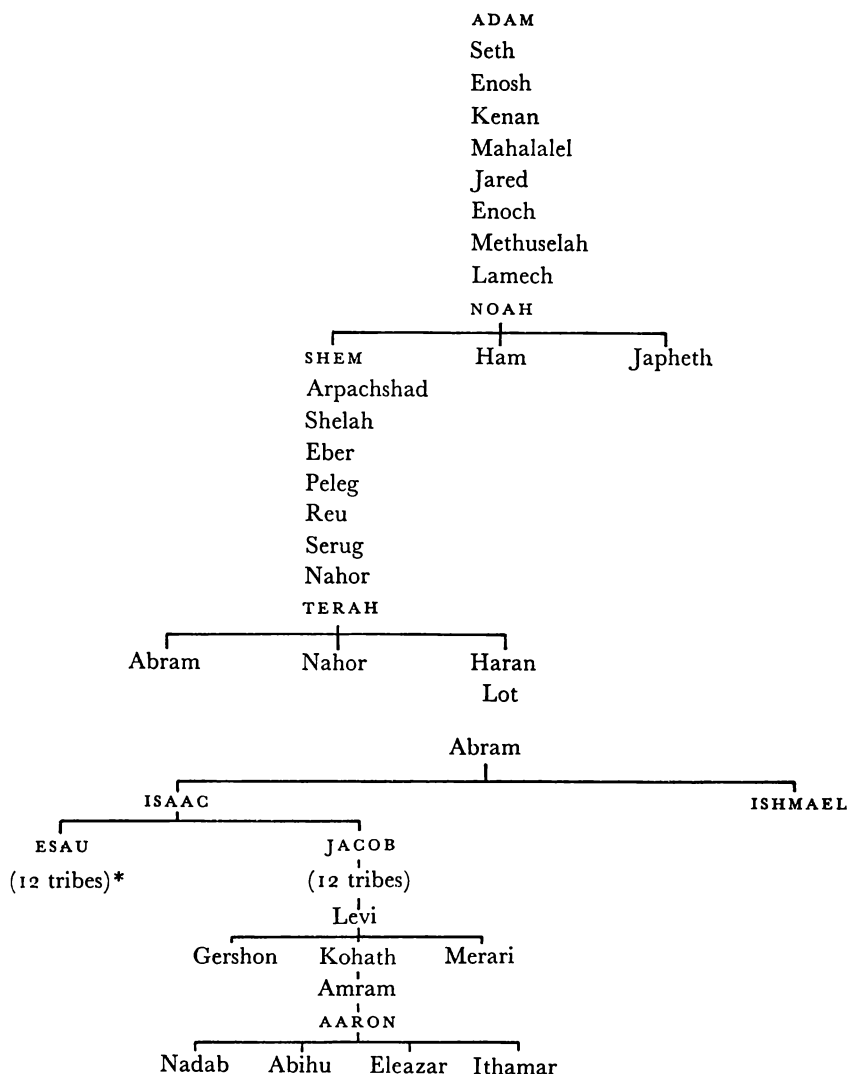 ADAM
Seth
Enosh
Kenan
Mahalalel
Jared
Enoch
Methuselah
Lamech
NOAH
SHEM Ham Japheth
Arpachshad
Shelah
Eber
Peleg
Reu
Serug
Nahor
TERAH
Abram Nahor Haran
Lot
Abram
ISAAC ISHMAEL
ESAU JACOB
(12 tribes)* (12 tribes)
Levi
Gershon Kohath Merari
Amram
AARON
Nadab Abihu Eleazar Ithamar